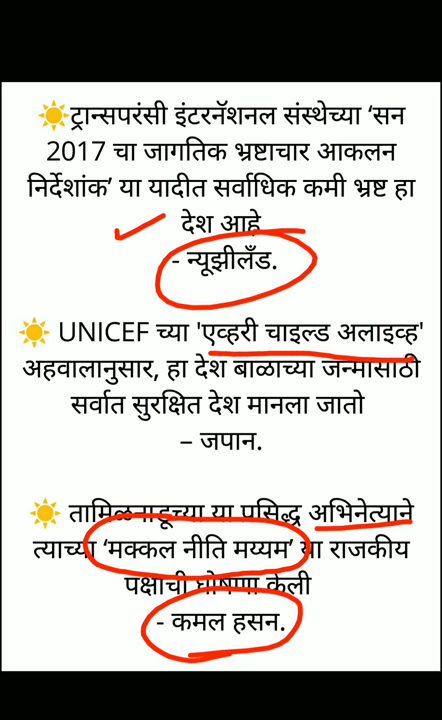 ☀️ट्रान्सपरंसी इंटरनॅशनल संस्थेच्या ‘सन
2017 चा जागतिक भ्रष्टाचार आकलन
निर्देशांक’ या यादीत सर्वाधिक कमी भ्रष्ट हा
देश आहे
- न्यूझीलँड.
☀️ UNICEF च्या 'एव्हरी चाइल्ड अलाइव्ह'
अहवालानुसार, हा देश बाळाच्या जन्मासाठी
सर्वात सुरक्षित देश मानला जातो
– जपान.
☀️ तामिळनाडूच्या या प्रसिद्ध अभिनेत्याने
त्याच्या ‘मक्कल नीति मय्यम’ या राजकीय
पक्षाची घोषणा केली
- कमल हसन.